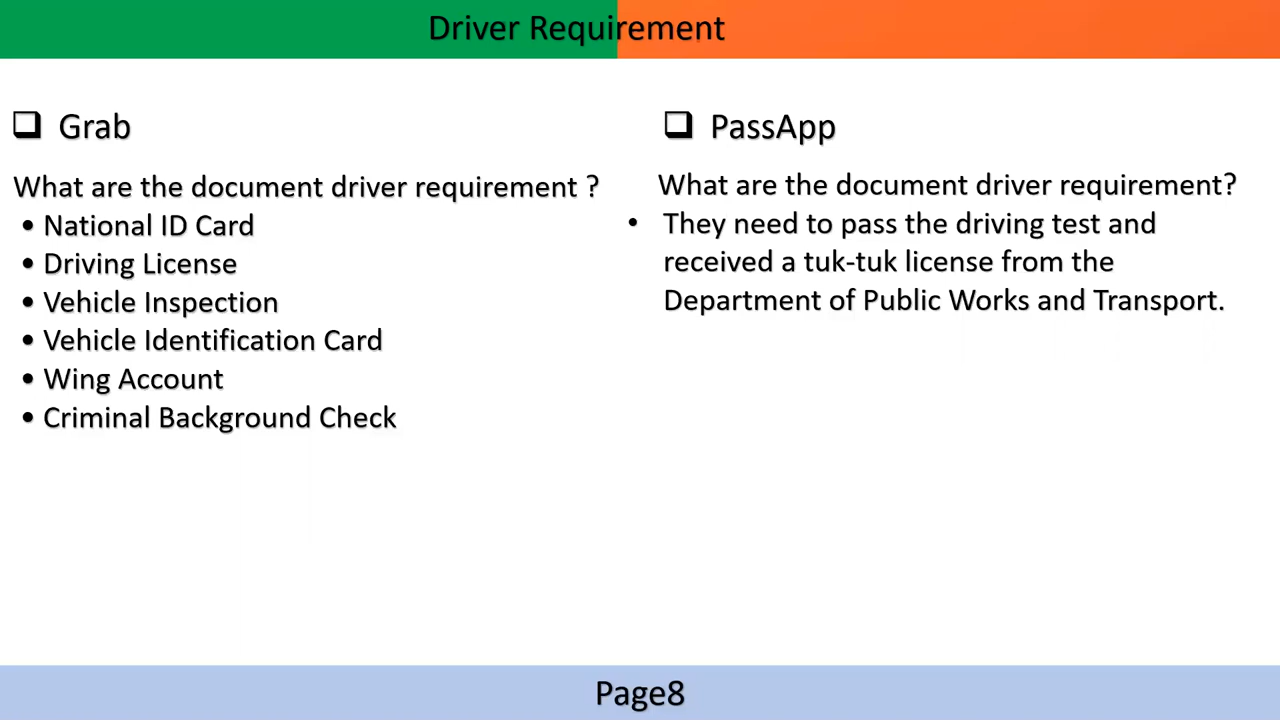 Driver Requirement
❑ Grab
What are the document driver requirement ?
• National ID Card
• Driving License
• Vehicle Inspection
• Vehicle Identification Card
• Wing Account
• Criminal Background Check
❑ PassApp
What are the document driver requirement?
• They need to pass the driving test and
received a tuk-tuk license from the
Department of Public Works and Transport.
Page8